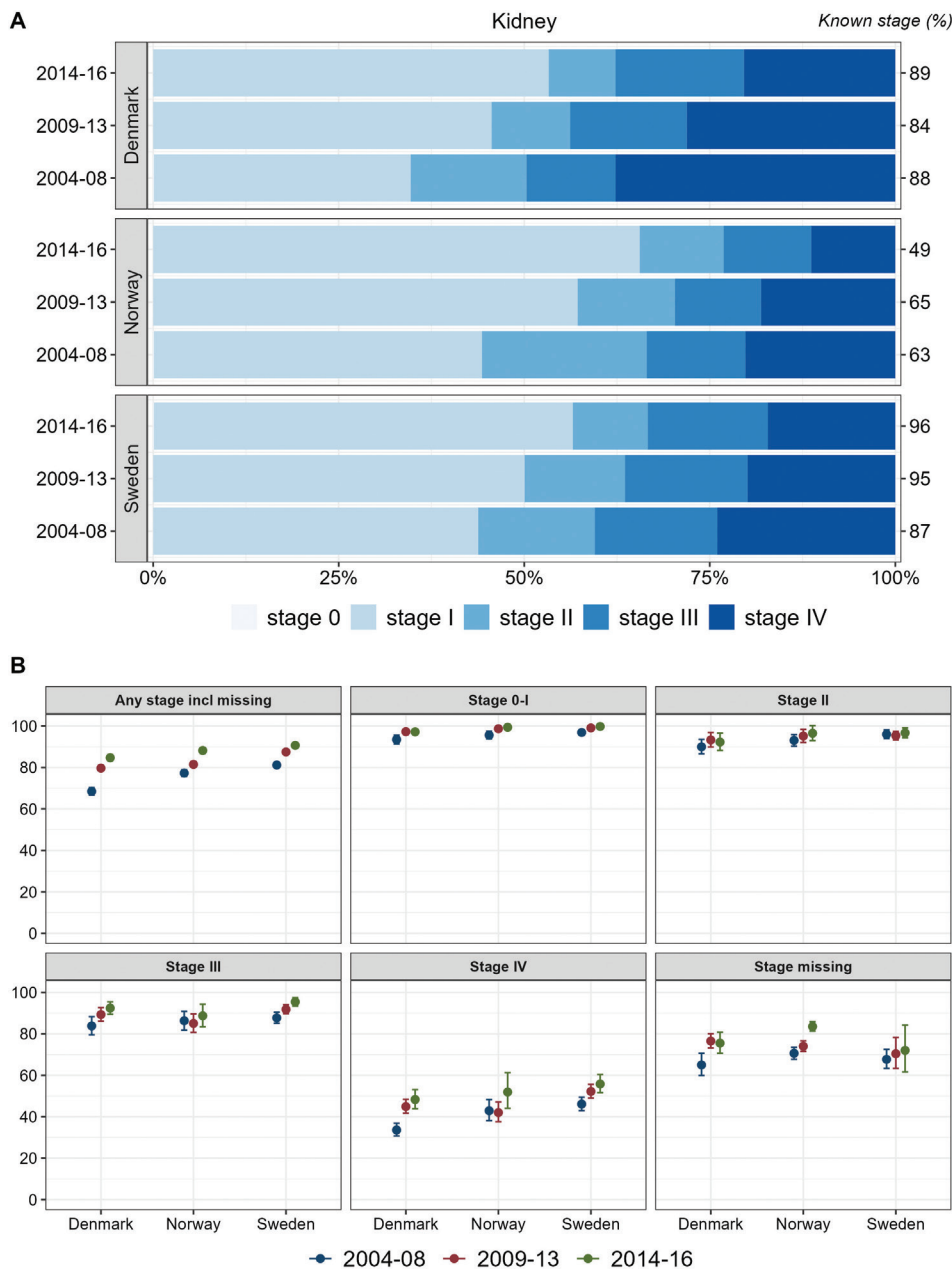 A
Kidney
Known stage (%)
Denmark
2014-16
89
2009-13
84
2004-08
88
Norway
2014-16
49
2009-13
65
2004-08
63
Sweden
2014-16
96
2009-13
95
2004-08
87
0% 25% 50% 75% 100%
stage 0 stage I stage II stage III stage IV
B
Any stage incl missing Stage 0-I Stage II
100
80
60
40
20
0
Stage III Stage IV Stage missing
100
80
60
40
20
0
Denmark Norway Sweden Denmark Norway Sweden Denmark Norway Sweden
2004-08 2009-13 2014-16